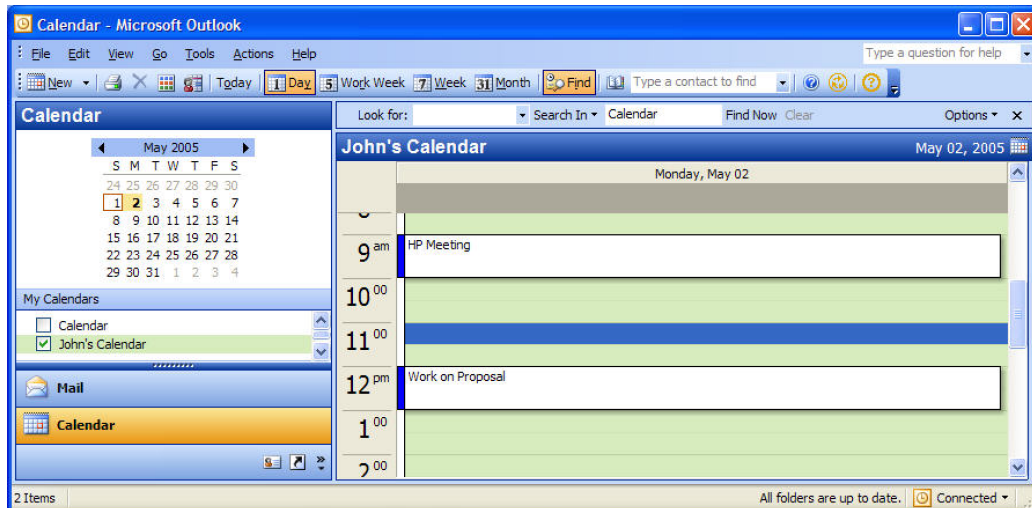 Calendar - Microsoft Outlook
File Edit View Go Tools Actions Help Type a question for help
New Today 1 Day 5 Work Week 7 Week 31 Month Find Type a contact to find
Calendar
May 2005
S M T W T F S
24 25 26 27 28 29 30
1 2 3 4 5 6 7
8 9 10 11 12 13 14
15 16 17 18 19 20 21
22 23 24 25 26 27 28
29 30 31 1 2 3 4
My Calendars
Calendar
John's Calendar
Mail
Calendar
Look for: Search In Calendar Find Now Clear Options
John's Calendar May 02, 2005
Monday, May 02
9 am HP Meeting
10 00
11 00
12 pm Work on Proposal
1 00
2 00
2 Items All folders are up to date. Connected